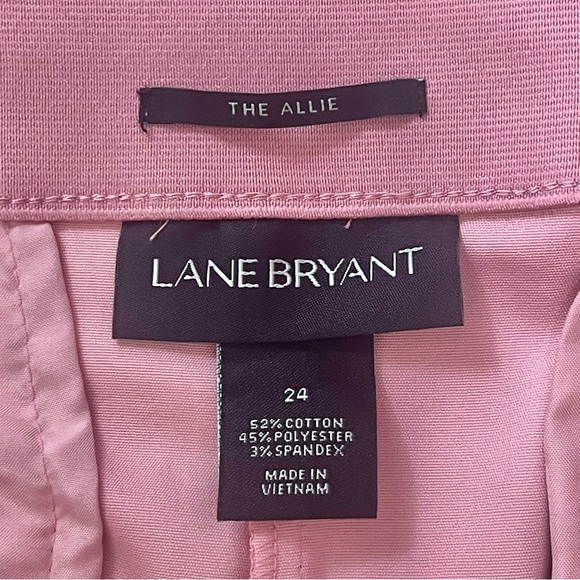 THE ALLIE
LANE BRYANT
24
52% COTTON
45% POLYESTER
3% SPANDEX
MADE IN
VIETNAM